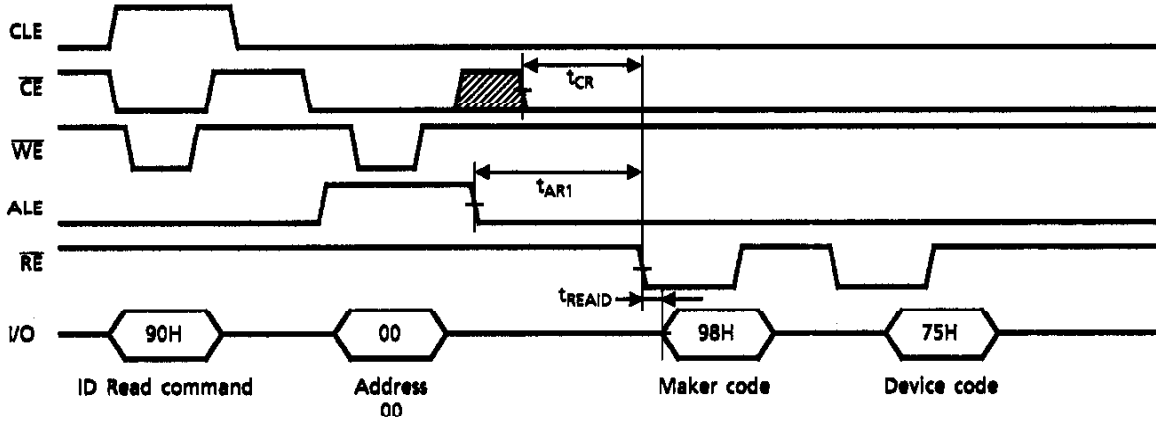 CLE
CE
tCR
WE
tAR1
ALE
RE
tREAID
I/O
90H
00
98H
75H
ID Read command
Address
00
Maker code
Device code